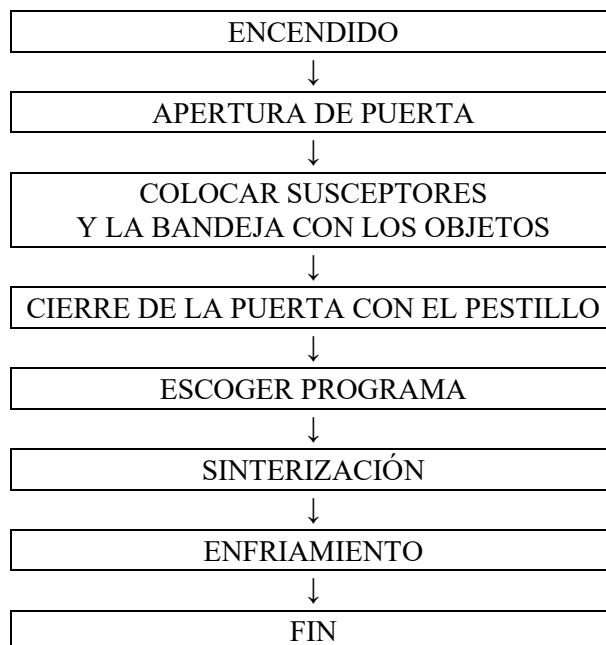 ENCENDIDO
↓
APERTURA DE PUERTA
↓
COLOCAR SUSCEPTORES
Y LA BANDEJA CON LOS OBJETOS
↓
CIERRE DE LA PUERTA CON EL PESTILLO
↓
ESCOGER PROGRAMA
↓
SINTERIZACIÓN
↓
ENFRIAMIENTO
↓
FIN